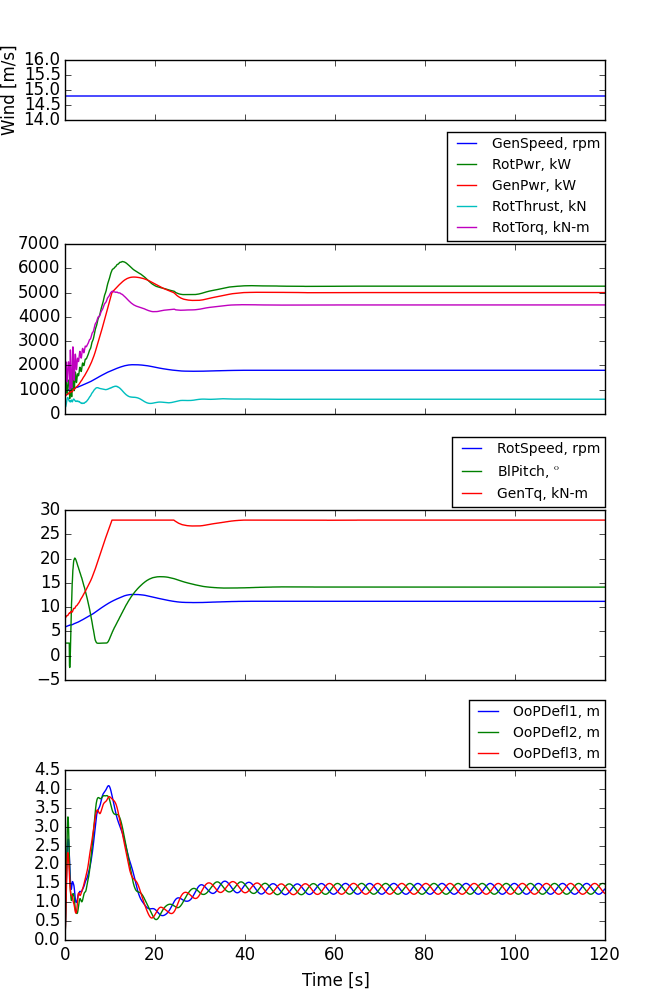 Wind [m/s]
16.0
15.5
15.0
14.5
14.0
GenSpeed, rpm
RotPwr, kW
GenPwr, kW
RotThrust, kN
RotTorq, kN-m
7000
6000
5000
4000
3000
2000
1000
0
RotSpeed, rpm
BlPitch, °
GenTq, kN-m
30
25
20
15
10
5
0
−5
OoPDefl1, m
OoPDefl2, m
OoPDefl3, m
4.5
4.0
3.5
3.0
2.5
2.0
1.5
1.0
0.5
0.0
0 20 40 60 80 100 120
Time [s]